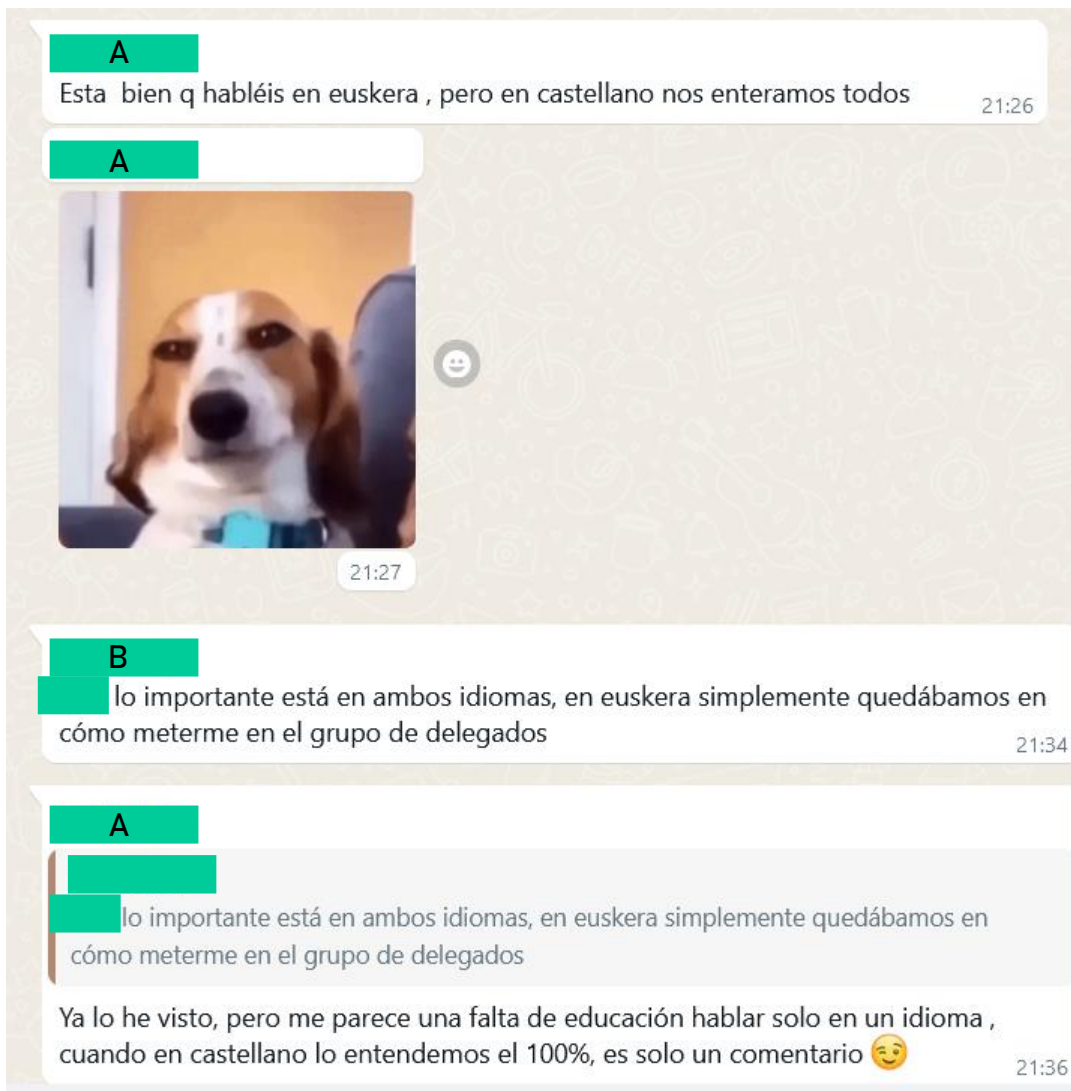 A
Esta bien q habléis en euskera , pero en castellano nos enteramos todos
21:26
A
21:27
B
lo importante está en ambos idiomas, en euskera simplemente quedábamos en
cómo meterme en el grupo de delegados
21:34
A
lo importante está en ambos idiomas, en euskera simplemente quedábamos en
cómo meterme en el grupo de delegados
Ya lo he visto, pero me parece una falta de educación hablar solo en un idioma ,
cuando en castellano lo entendemos el 100%, es solo un comentario 😉
21:36